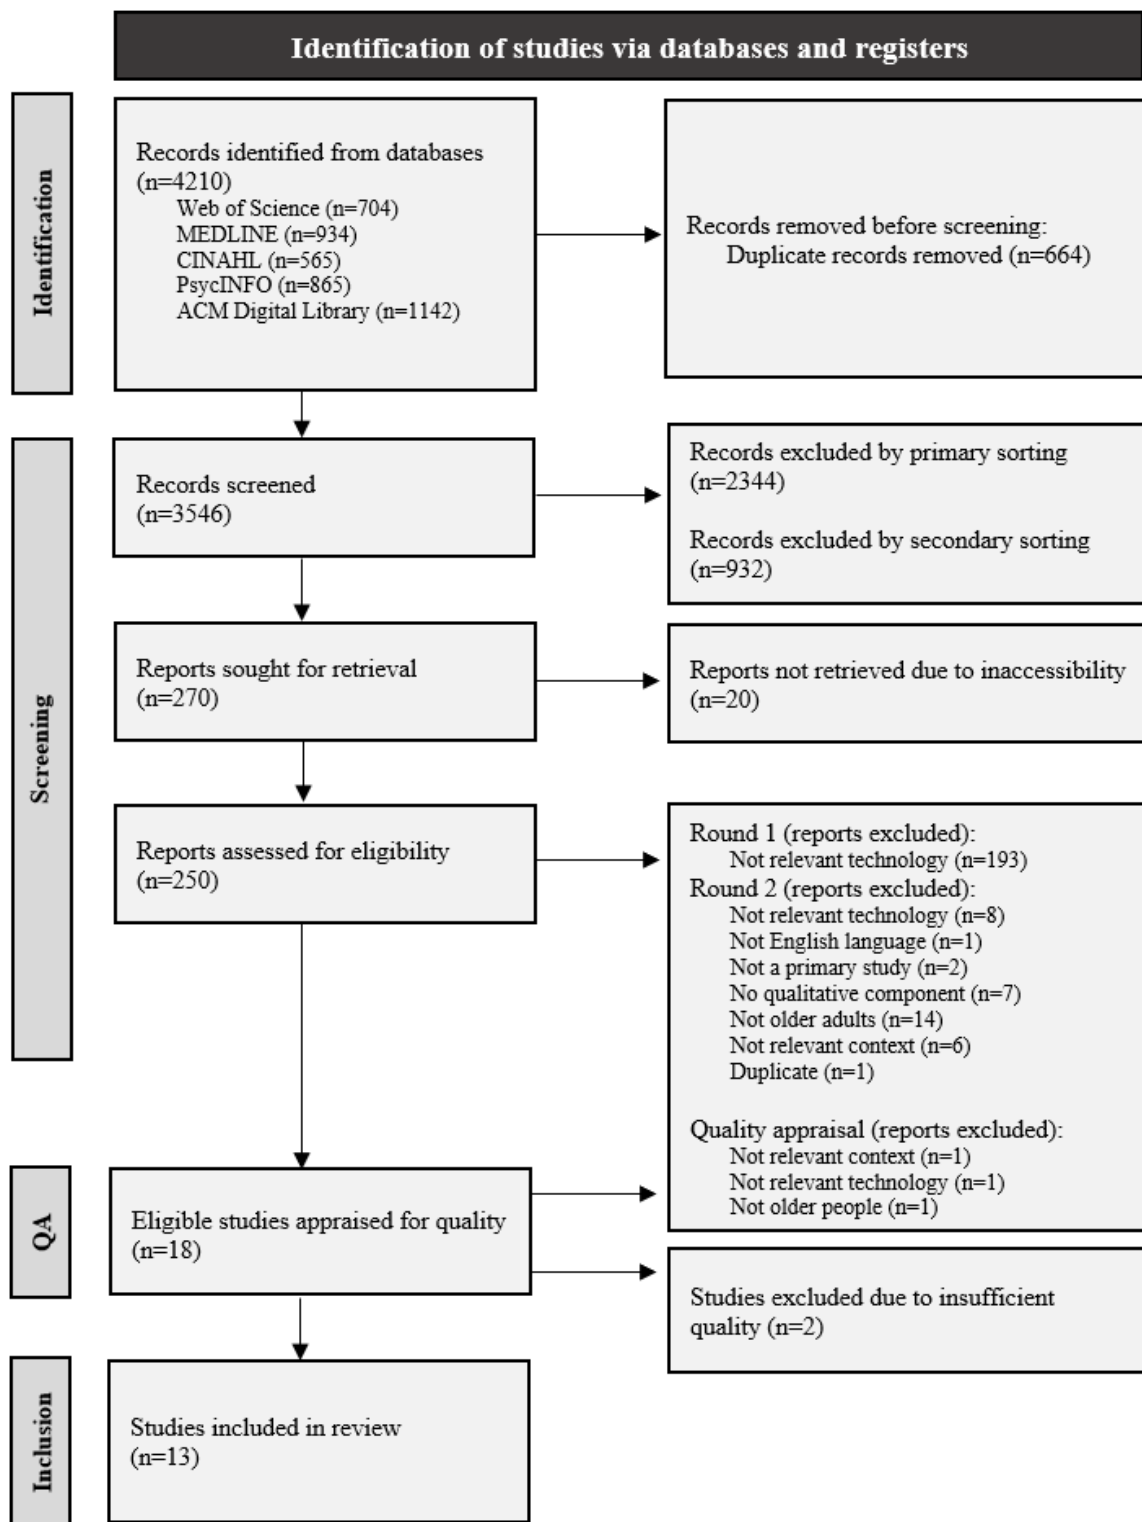 Identification of studies via databases and registers
Identification
Records identified from databases
(n=4210)
Web of Science (n=704)
MEDLINE (n=934)
CINAHL (n=565)
PsycINFO (n=865)
ACM Digital Library (n=1142)
Records removed before screening:
Duplicate records removed (n=664)
Screening
Records screened
(n=3546)
Records excluded by primary sorting
(n=2344)
Records excluded by secondary sorting
(n=932)
Reports sought for retrieval
(n=270)
Reports not retrieved due to inaccessibility
(n=20)
Reports assessed for eligibility
(n=250)
Round 1 (reports excluded):
Not relevant technology (n=193)
Round 2 (reports excluded):
Not relevant technology (n=8)
Not English language (n=1)
Not a primary study (n=2)
No qualitative component (n=7)
Not older adults (n=14)
Not relevant context (n=6)
Duplicate (n=1)
Quality appraisal (reports excluded):
Not relevant context (n=1)
Not relevant technology (n=1)
Not older people (n=1)
QA
Eligible studies appraised for quality
(n=18)
Studies excluded due to insufficient
quality (n=2)
Inclusion
Studies included in review
(n=13)